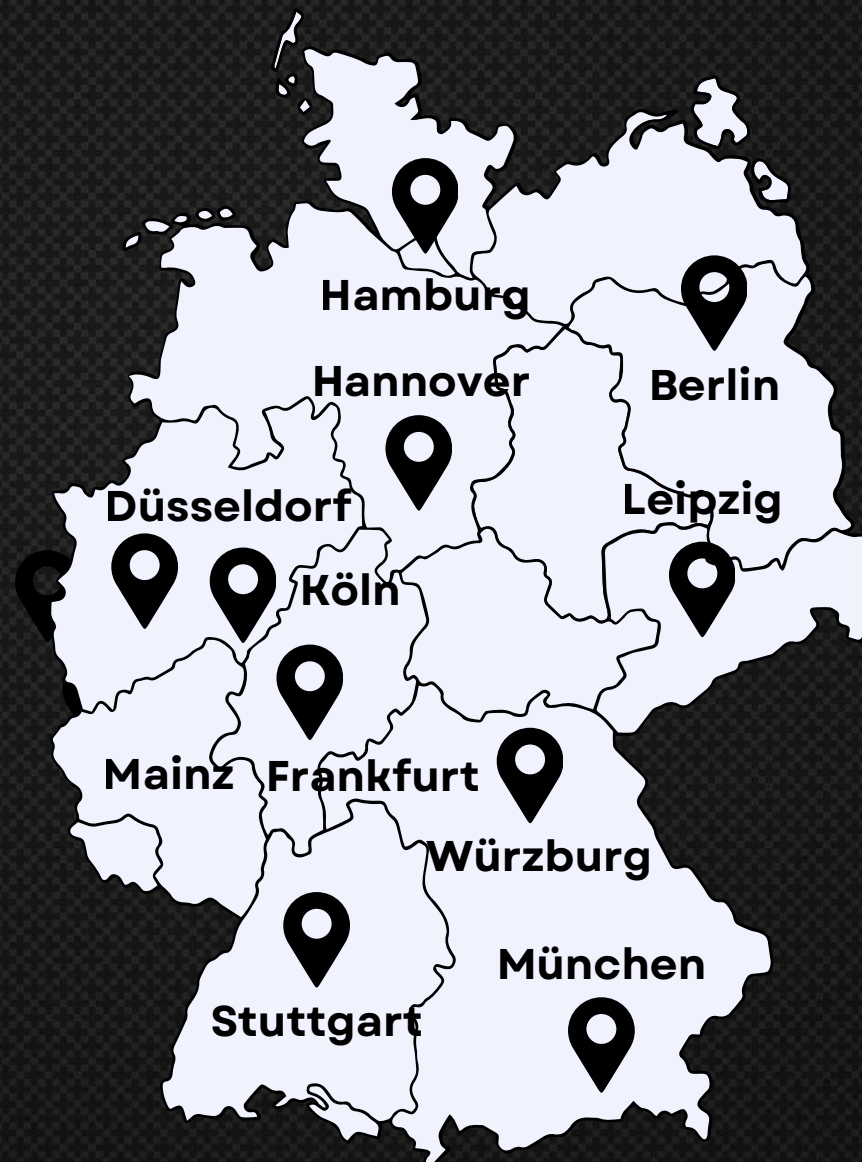 Hamburg
Hannover
Berlin
Düsseldorf
Leipzig
Köln
Mainz
Frankfurt
Würzburg
München
Stuttgart